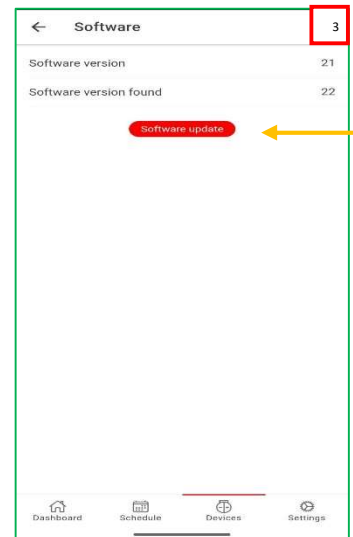 Software
3
Software version 21
Software version found 22
Software update
Dashboard Schedule Devices Settings